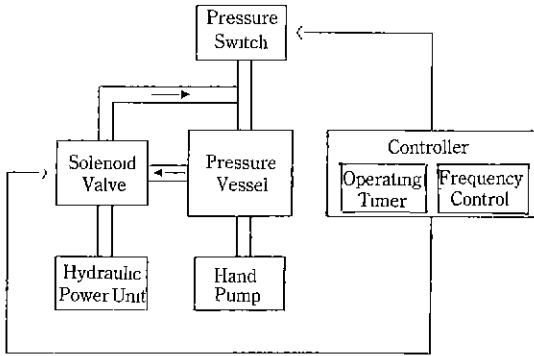 Pressure
Switch
Controller
Solenoid
Valve
Pressure
Vessel
Operating
Timer
Frequency
Control
Hydraulic
Power Unit
Hand
Pump